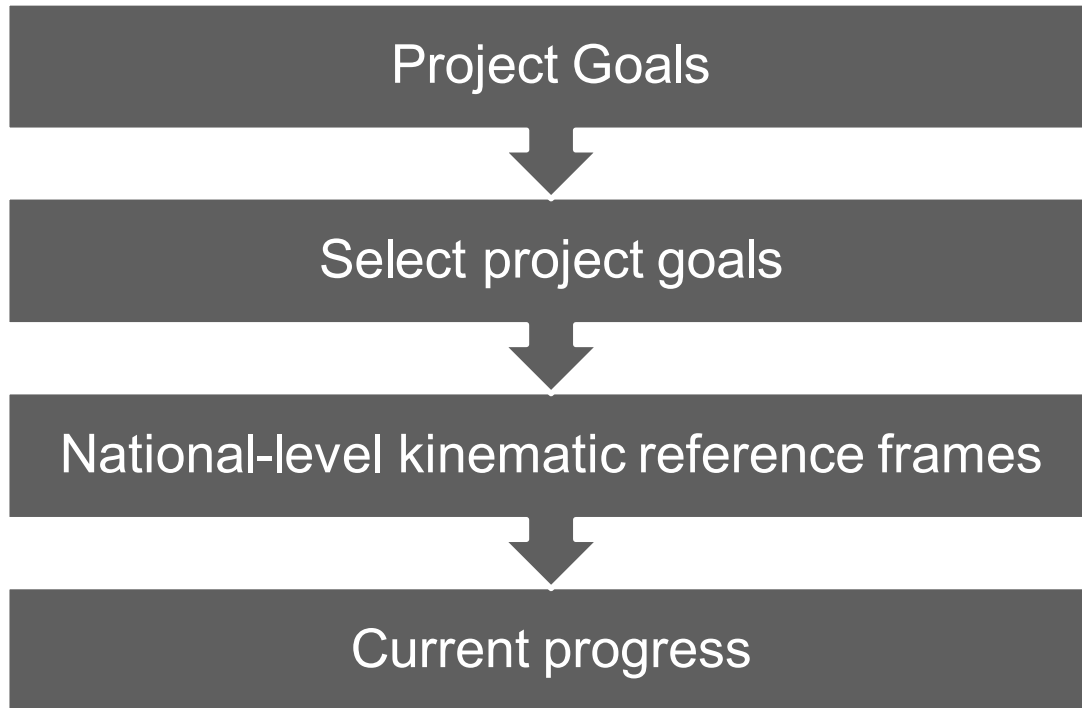 Project Goals
Select project goals
National-level kinematic reference frames
Current progress